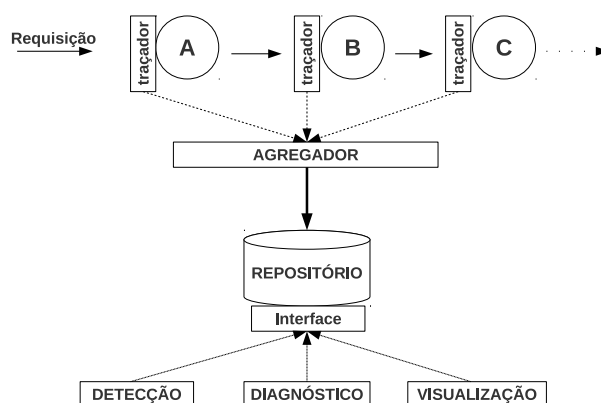 Requisição
traçador
A
traçador
B
traçador
C
AGREGADOR
REPOSITÓRIO
Interface
DETECÇÃO
DIAGNÓSTICO
VISUALIZAÇÃO